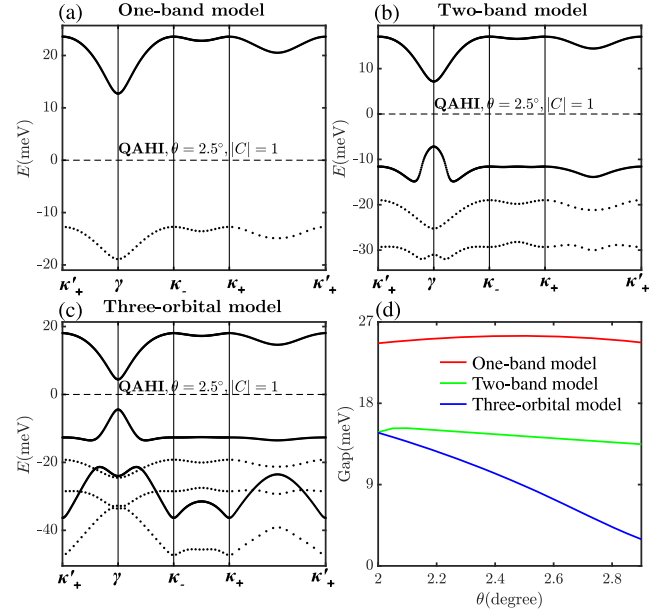 (a) One-band model
20
10
0
-10
-20
E(meV)
QAHI, θ = 2.5°, |C| = 1
κ'₊ γ κ₋ κ₊ κ'₊
(b) Two-band model
10
0
-10
-20
-30
E(meV)
QAHI, θ = 2.5°, |C| = 1
κ'₊ γ κ₋ κ₊ κ'₊
(c) Three-orbital model
20
0
-20
-40
E(meV)
QAHI, θ = 2.5°, |C| = 1
κ'₊ γ κ₋ κ₊ κ'₊
(d)
27
18
9
0
Gap(meV)
One-band model
Two-band model
Three-orbital model
2 2.2 2.4 2.6 2.8
θ(degree)